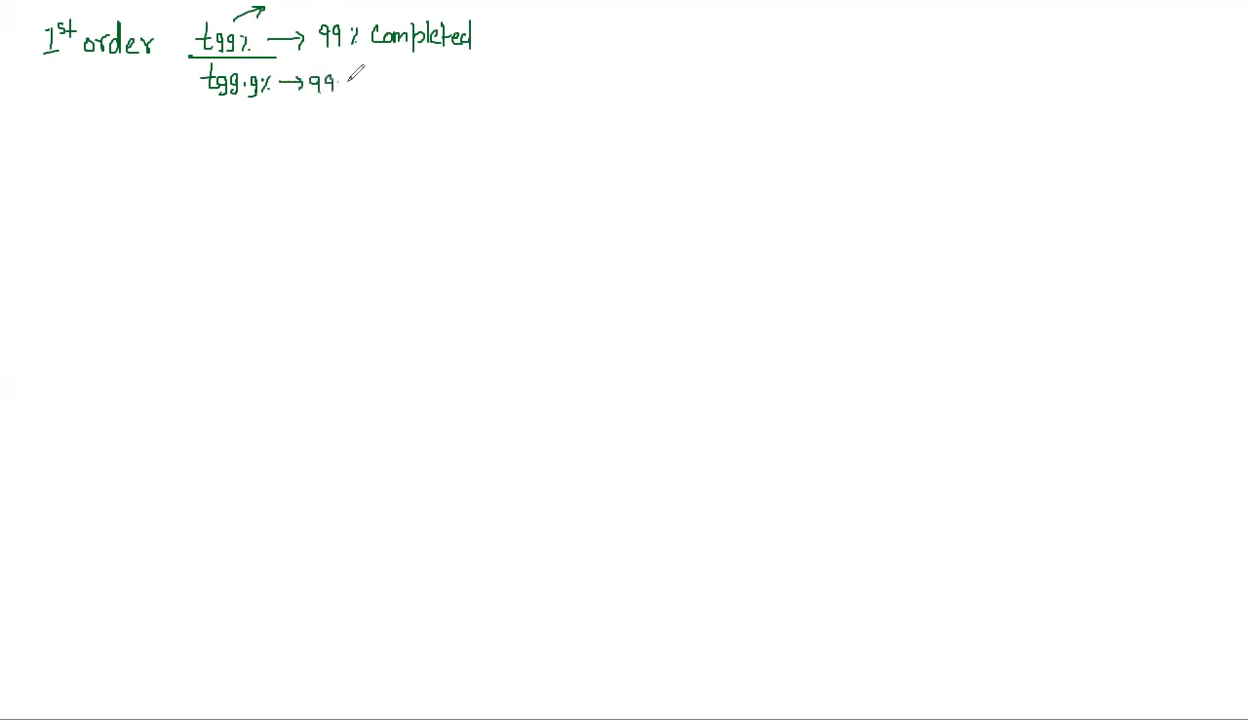 1st order t99% → 99% completed
t99.9% → 99.